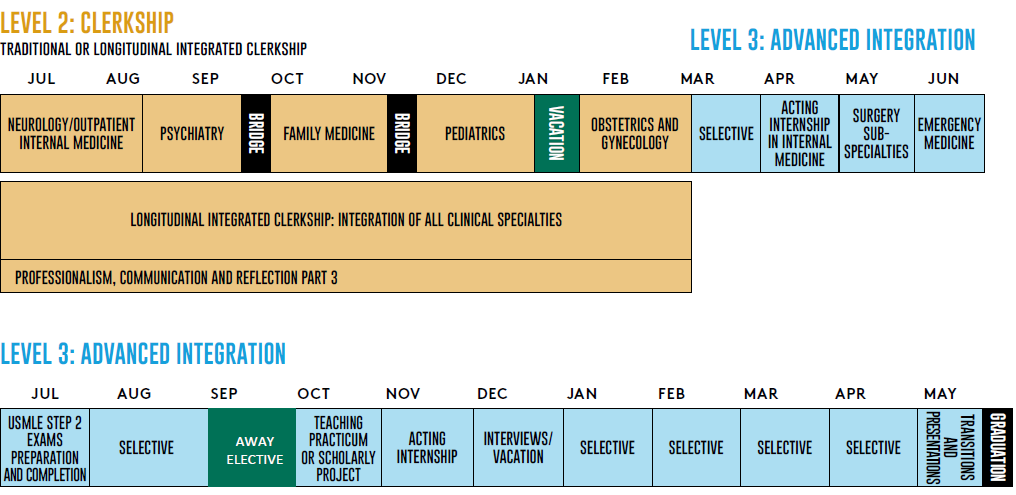 LEVEL 2: CLERKSHIP
TRADITIONAL OR LONGITUDINAL INTEGRATED CLERKSHIP
LEVEL 3: ADVANCED INTEGRATION
JUL AUG SEP OCT NOV DEC JAN FEB MAR APR MAY JUN
NEUROLOGY/OUTPATIENT
INTERNAL MEDICINE
PSYCHIATRY
BRIDGE
FAMILY MEDICINE
BRIDGE
PEDIATRICS
VACATION
OBSTETRICS AND
GYNECOLOGY
SELECTIVE
ACTING
INTERNSHIP
IN INTERNAL
MEDICINE
SURGERY
SUB-
SPECIALTIES
EMERGENCY
MEDICINE
LONGITUDINAL INTEGRATED CLERKSHIP: INTEGRATION OF ALL CLINICAL SPECIALTIES
PROFESSIONALISM, COMMUNICATION AND REFLECTION PART 3
LEVEL 3: ADVANCED INTEGRATION
JUL AUG SEP OCT NOV DEC JAN FEB MAR APR MAY
USMLE STEP 2
EXAMS
PREPARATION
AND COMPLETION
SELECTIVE
AWAY
ELECTIVE
TEACHING
PRACTICUM
OR SCHOLARLY
PROJECT
ACTING
INTERNSHIP
INTERVIEWS/
VACATION
SELECTIVE
SELECTIVE
SELECTIVE
SELECTIVE
TRANSITIONS
AND
PRESENTATIONS
GRADUATION